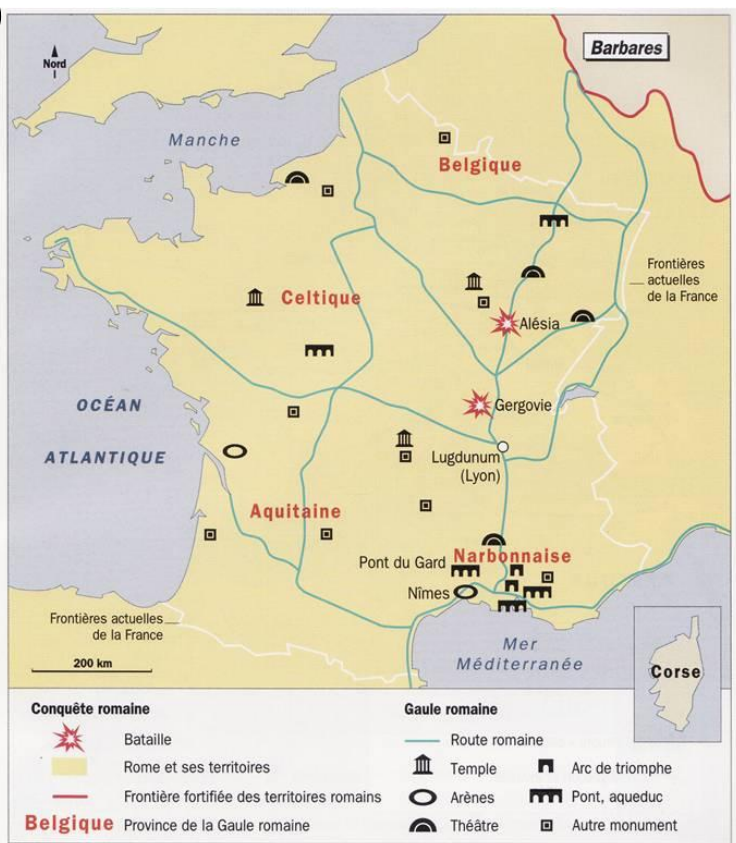 Nord
Barbares
Manche
Belgique
Frontières
actuelles
de la France
Celtique
Alésia
Gergovie
OCÉAN
ATLANTIQUE
Lugdunum
(Lyon)
Aquitaine
Pont du Gard
Narbonnaise
Nîmes
Frontières actuelles
de la France
200 km
Mer
Méditerranée
Corse
Conquête romaine
Bataille
Rome et ses territoires
Frontière fortifiée des territoires romains
Belgique Province de la Gaule romaine
Gaule romaine
Route romaine
Temple
Arc de triomphe
Arènes
Pont, aqueduc
Théâtre
Autre monument